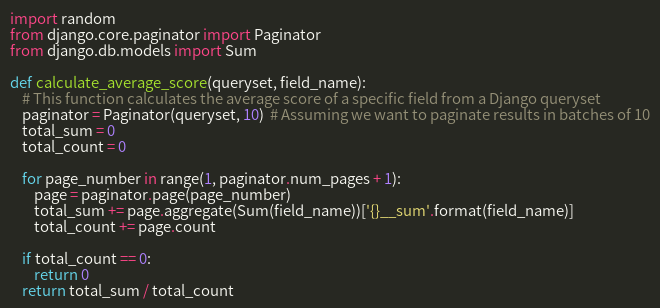 import random
from django.core.paginator import Paginator
from django.db.models import Sum

def calculate_average_score(queryset, field_name):
    # This function calculates the average score of a specific field from a Django queryset
    paginator = Paginator(queryset, 10)  # Assuming we want to paginate results in batches of 10
    total_sum = 0
    total_count = 0

    for page_number in range(1, paginator.num_pages + 1):
        page = paginator.page(page_number)
        total_sum += page.aggregate(Sum(field_name))['{}__sum'.format(field_name)]
        total_count += page.count

    if total_count == 0:
        return 0
    return total_sum / total_count